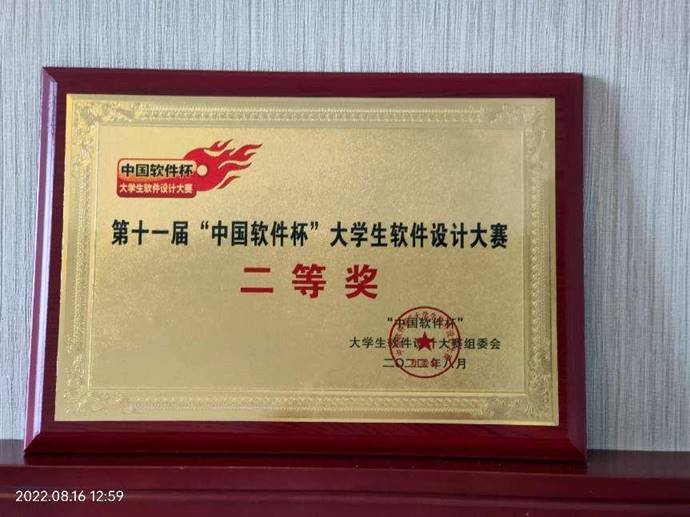 中国软件杯
大学生软件设计大赛
第十一届“中国软件杯”大学生软件设计大赛
二等奖
“中国软件杯”
大学生软件设计大赛组委会
二〇二二年八月
2022.08.16 12:59